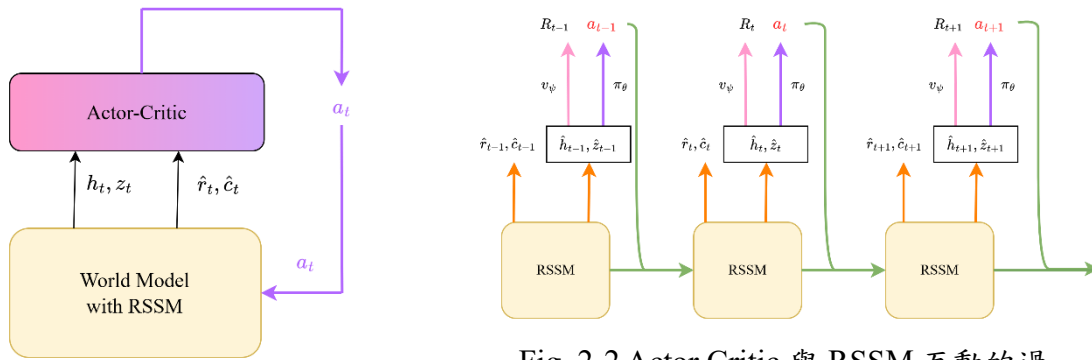 Actor-Critic
a_t
h_t, z_t
r̂_t, ĉ_t
World Model
with RSSM
a_t
R_{t-1} a_{t-1}
v_ψ π_θ
r̂_{t-1}, ĉ_{t-1}
ĥ_{t-1}, ẑ_{t-1}
RSSM
R_t a_t
v_ψ π_θ
r̂_t, ĉ_t
ĥ_t, ẑ_t
RSSM
R_{t+1} a_{t+1}
v_ψ π_θ
r̂_{t+1}, ĉ_{t+1}
ĥ_{t+1}, ẑ_{t+1}
RSSM
Fig. 2-2 Actor Critic 與 RSSM 互動的過